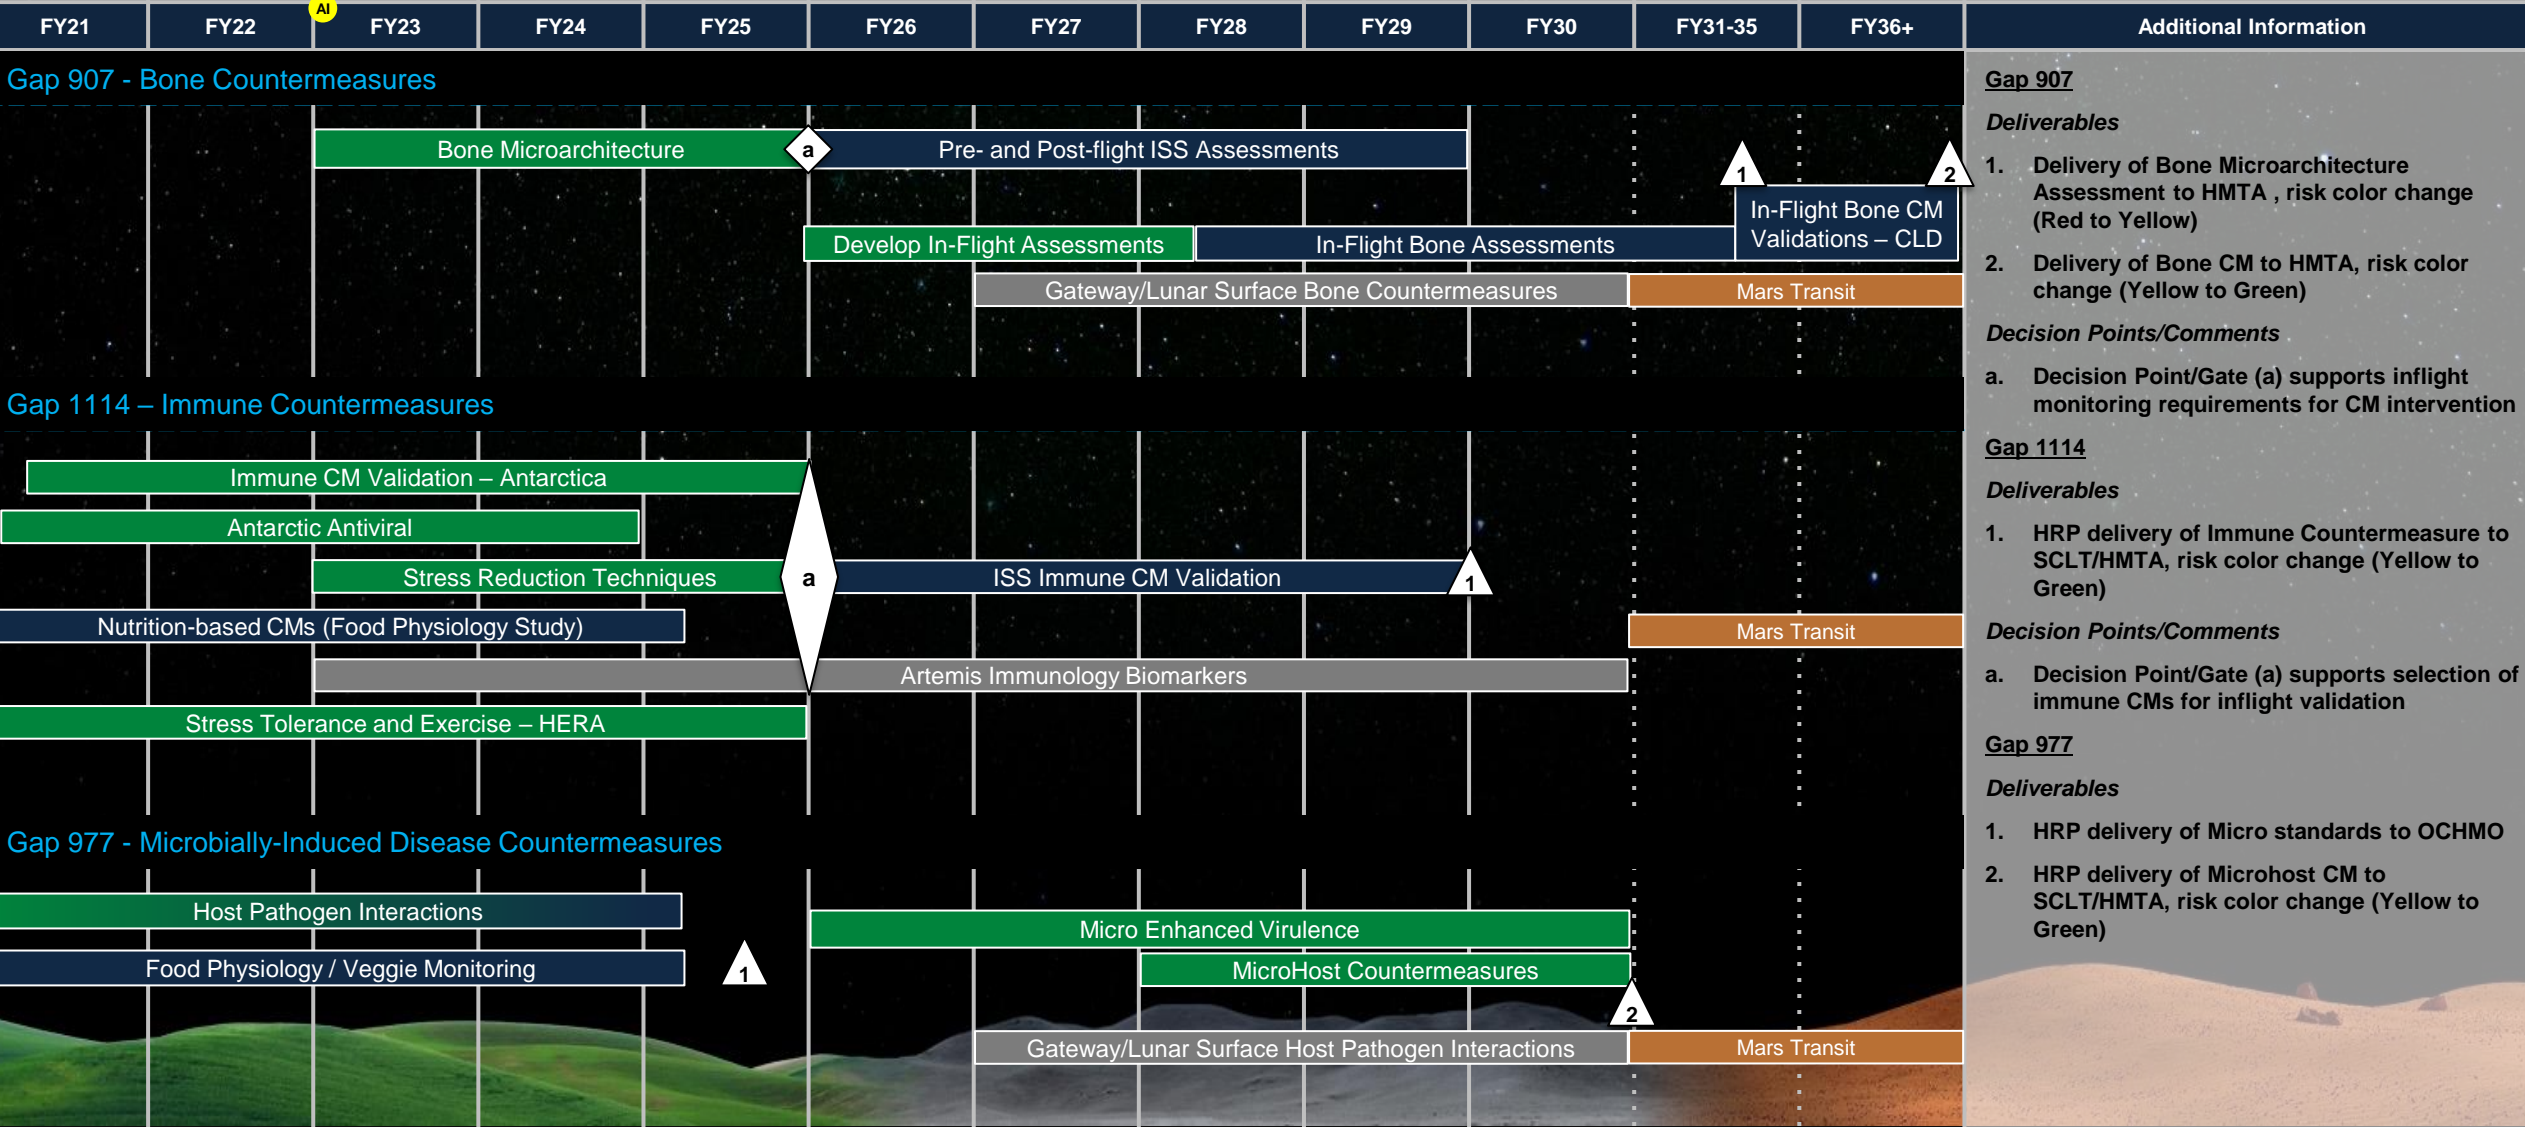 AI
FY21 FY22 FY23 FY24 FY25 FY26 FY27 FY28 FY29 FY30 FY31-35 FY36+ Additional Information
Gap 907 - Bone Countermeasures
Bone Microarchitecture
a
Pre- and Post-flight ISS Assessments
1
2
In-Flight Bone CM
Validations – CLD
Develop In-Flight Assessments
In-Flight Bone Assessments
Gateway/Lunar Surface Bone Countermeasures
Mars Transit
Gap 1114 – Immune Countermeasures
Immune CM Validation – Antarctica
Antarctic Antiviral
Stress Reduction Techniques
a
ISS Immune CM Validation
1
Nutrition-based CMs (Food Physiology Study)
Mars Transit
Artemis Immunology Biomarkers
Stress Tolerance and Exercise – HERA
Gap 977 - Microbially-Induced Disease Countermeasures
Host Pathogen Interactions
Micro Enhanced Virulence
Food Physiology / Veggie Monitoring
1
MicroHost Countermeasures
2
Gateway/Lunar Surface Host Pathogen Interactions
Mars Transit
Gap 907
Deliverables
1. Delivery of Bone Microarchitecture
Assessment to HMTA , risk color change
(Red to Yellow)
2. Delivery of Bone CM to HMTA, risk color
change (Yellow to Green)
Decision Points/Comments
a. Decision Point/Gate (a) supports inflight
monitoring requirements for CM intervention
Gap 1114
Deliverables
1. HRP delivery of Immune Countermeasure to
SCLT/HMTA, risk color change (Yellow to
Green)
Decision Points/Comments
a. Decision Point/Gate (a) supports selection of
immune CMs for inflight validation
Gap 977
Deliverables
1. HRP delivery of Micro standards to OCHMO
2. HRP delivery of Microhost CM to
SCLT/HMTA, risk color change (Yellow to
Green)